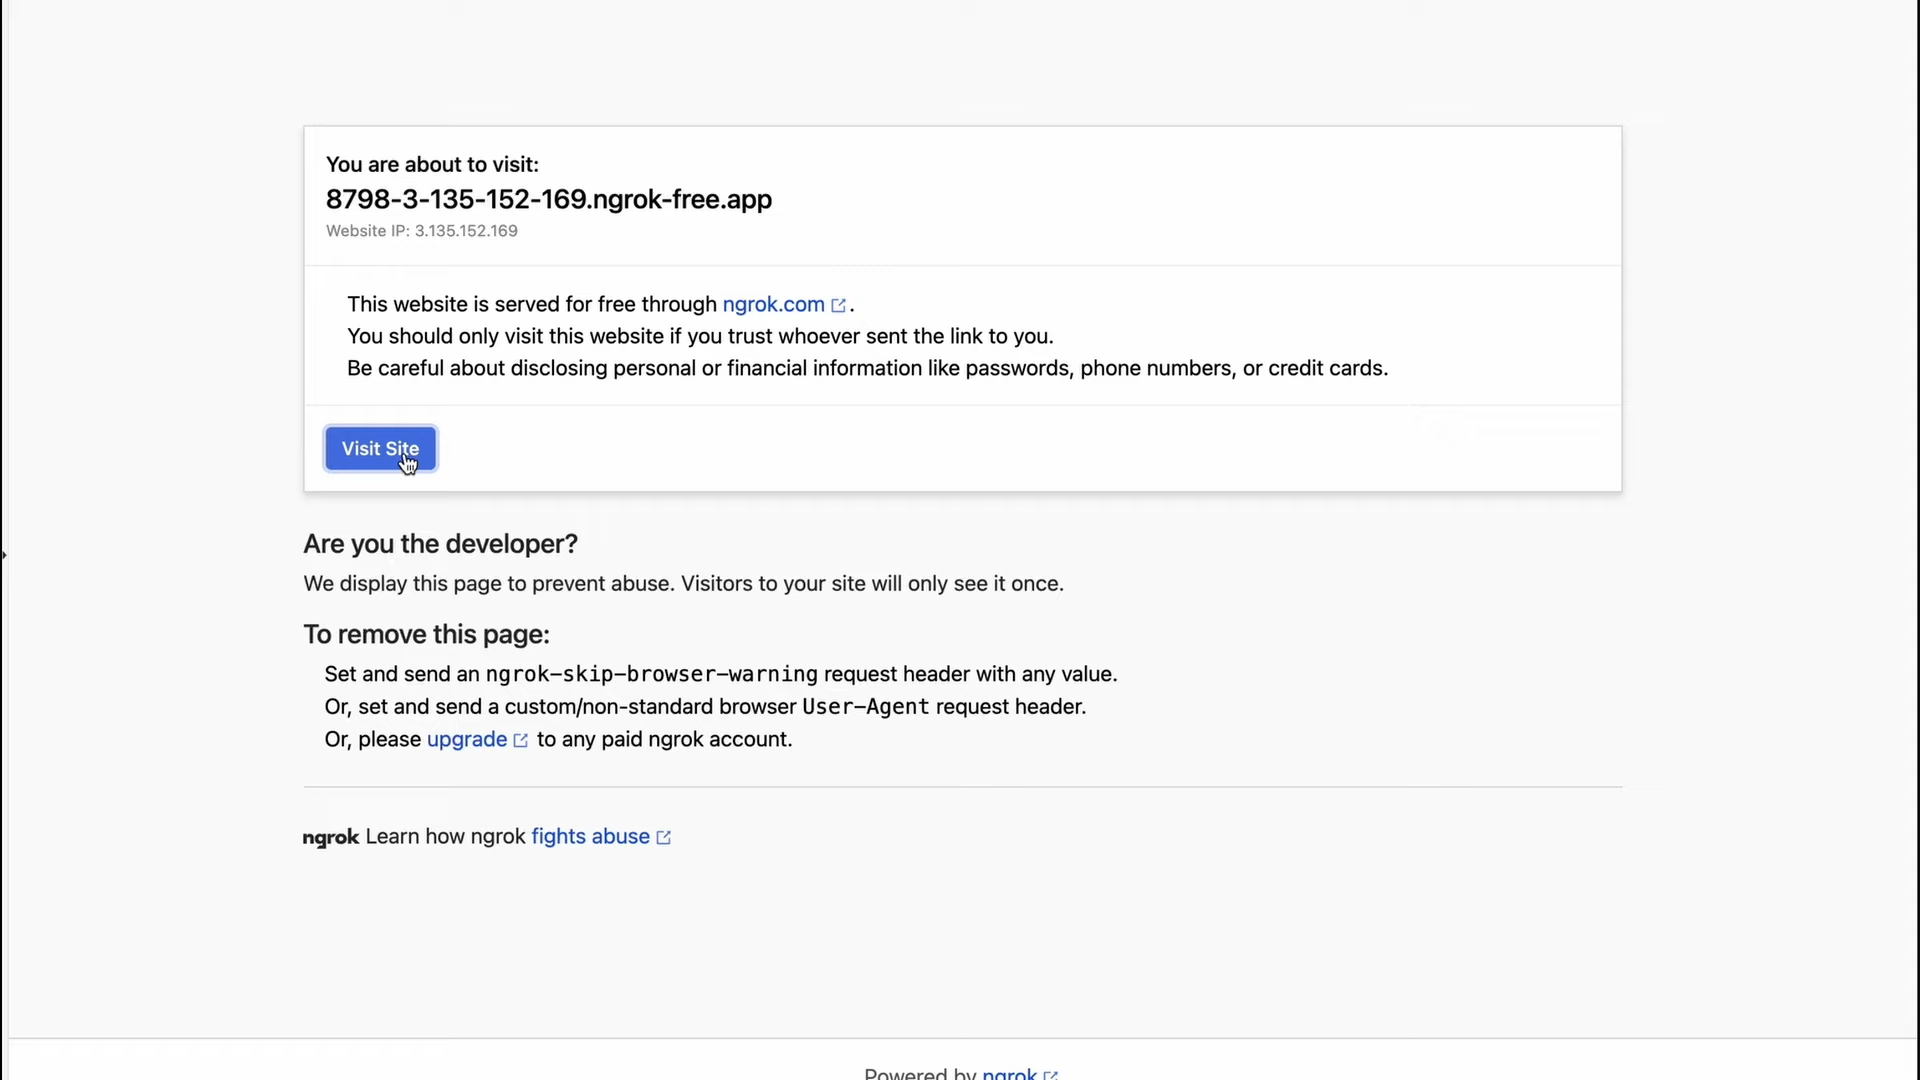 You are about to visit:
8798-3-135-152-169.ngrok-free.app
Website IP: 3.135.152.169
This website is served for free through ngrok.com.
You should only visit this website if you trust whoever sent the link to you.
Be careful about disclosing personal or financial information like passwords, phone numbers, or credit cards.
Visit Site
Are you the developer?
We display this page to prevent abuse. Visitors to your site will only see it once.
To remove this page:
Set and send an ngrok-skip-browser-warning request header with any value.
Or, set and send a custom/non-standard browser User-Agent request header.
Or, please upgrade to any paid ngrok account.
ngrok Learn how ngrok fights abuse
Powered by ngrok